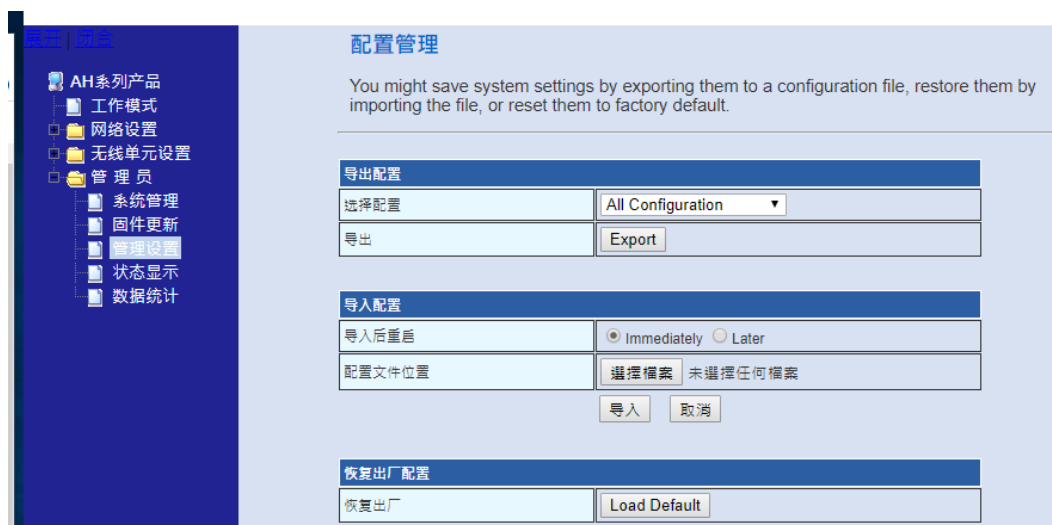 展开 | 闭合
AH系列产品
工作模式
网络设置
无线单元设置
管 理 员
系统管理
固件更新
管理设置
状态显示
数据统计
配置管理
You might save system settings by exporting them to a configuration file, restore them by
importing the file, or reset them to factory default.
导出配置
选择配置 All Configuration
导出 Export
导入配置
导入后重启 Immediately Later
配置文件位置 選擇檔案 未選擇任何檔案
导入 取消
恢复出厂配置
恢复出厂 Load Default